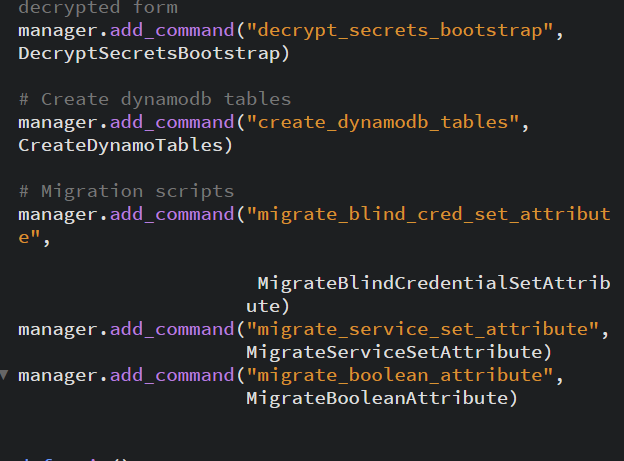 decrypted form
manager.add_command("decrypt_secrets_bootstrap",
DecryptSecretsBootstrap)
# Create dynamodb tables
manager.add_command("create_dynamodb_tables",
CreateDynamoTables)
# Migration scripts
manager.add_command("migrate_blind_cred_set_attribut
e",
MigrateBlindCredentialSetAttrib
ute)
manager.add_command("migrate_service_set_attribute",
MigrateServiceSetAttribute)
manager.add_command("migrate_boolean_attribute",
MigrateBooleanAttribute)